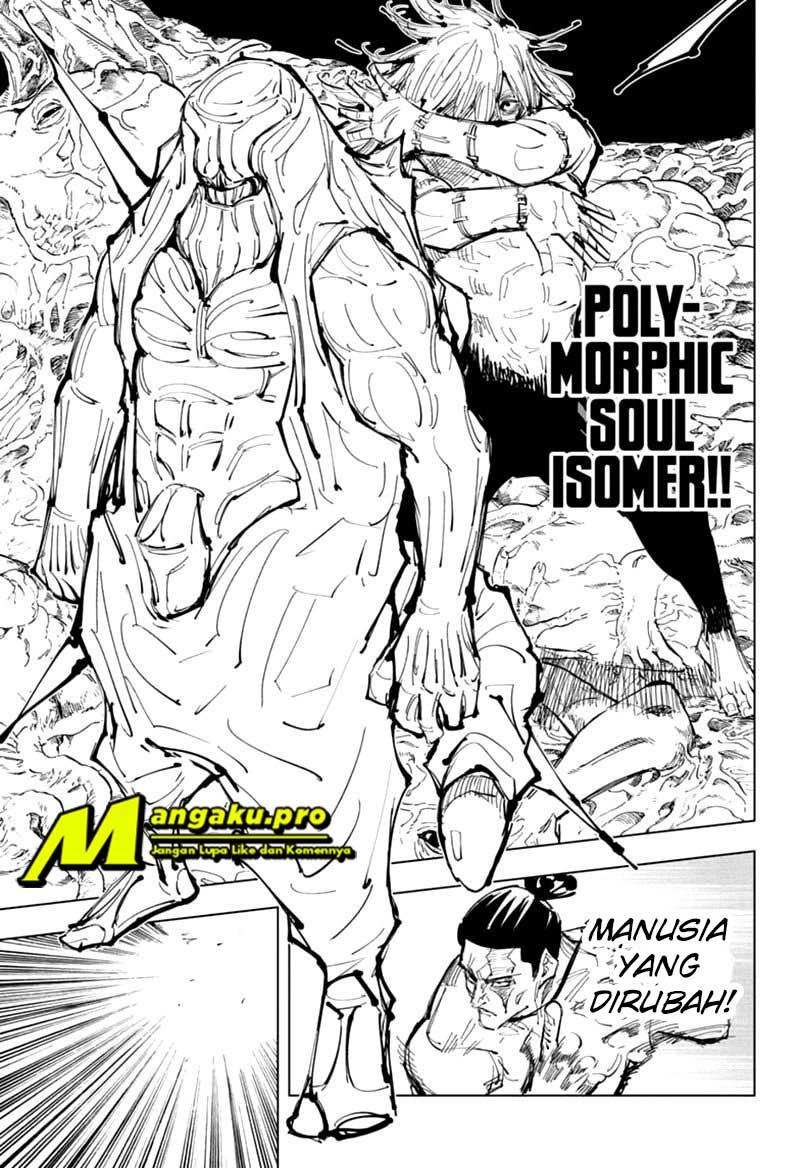 POLY-
MORPHIC
SOUL
ISOMER!!
Mangaku.pro
Jangan Lupa Like dan Komennya
MANUSIA
YANG
DIRUBAH!